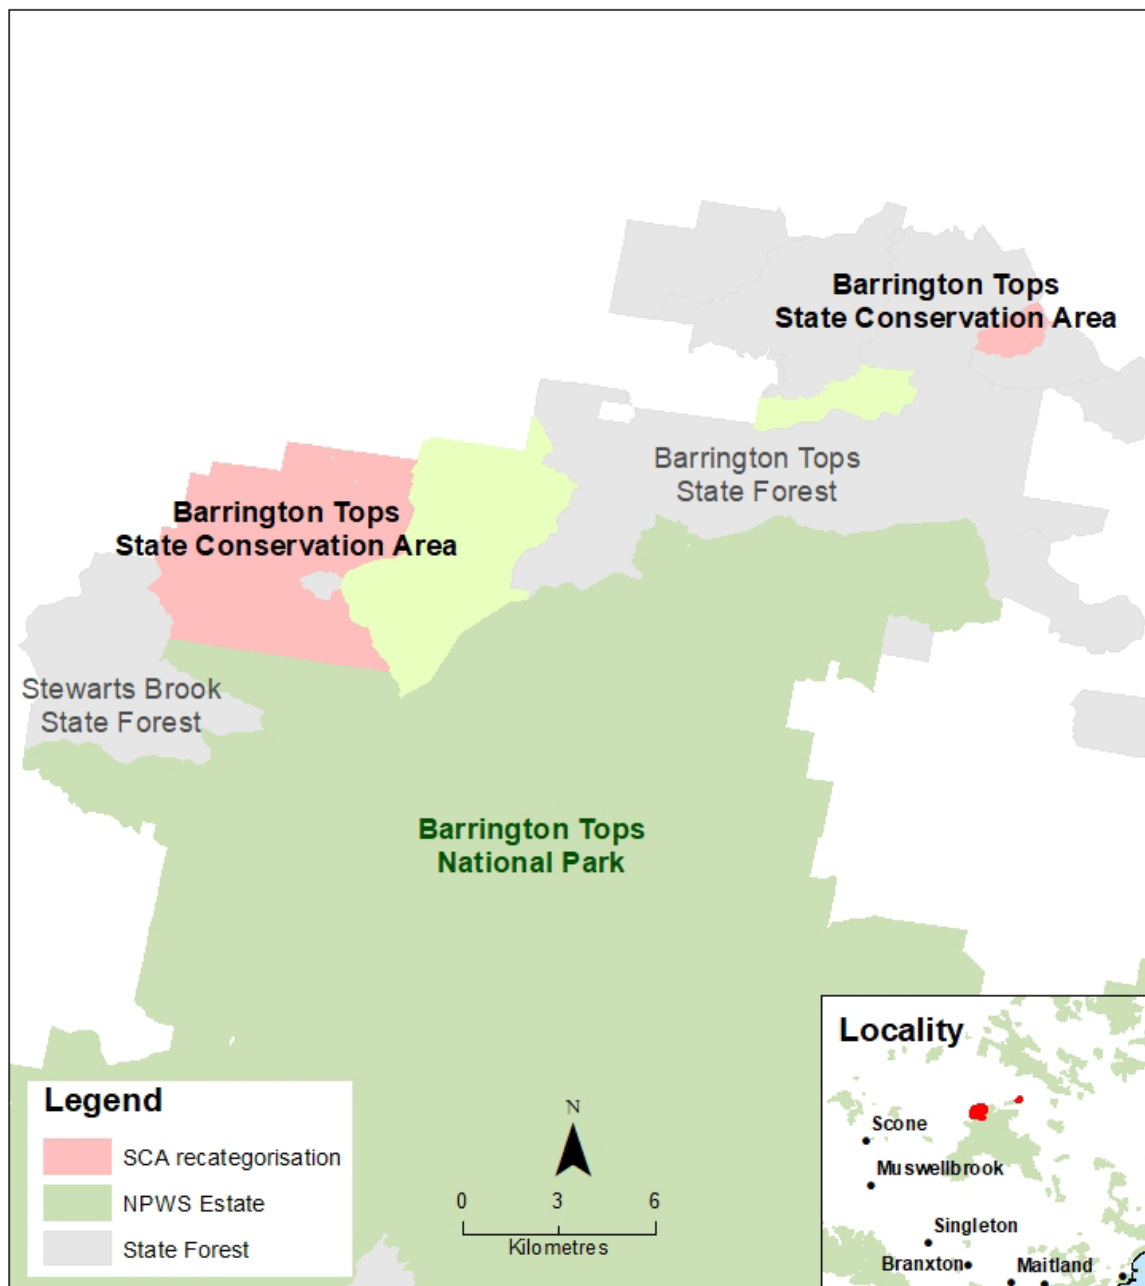 Barrington Tops
State Conservation Area
Barrington Tops
State Forest
Barrington Tops
State Conservation Area
Stewarts Brook
State Forest
Barrington Tops
National Park
Legend
SCA recategorisation
NPWS Estate
State Forest
N
0 3 6
Kilometres
Locality
Scone
Muswellbrook
Singleton
Branxton
Maitland